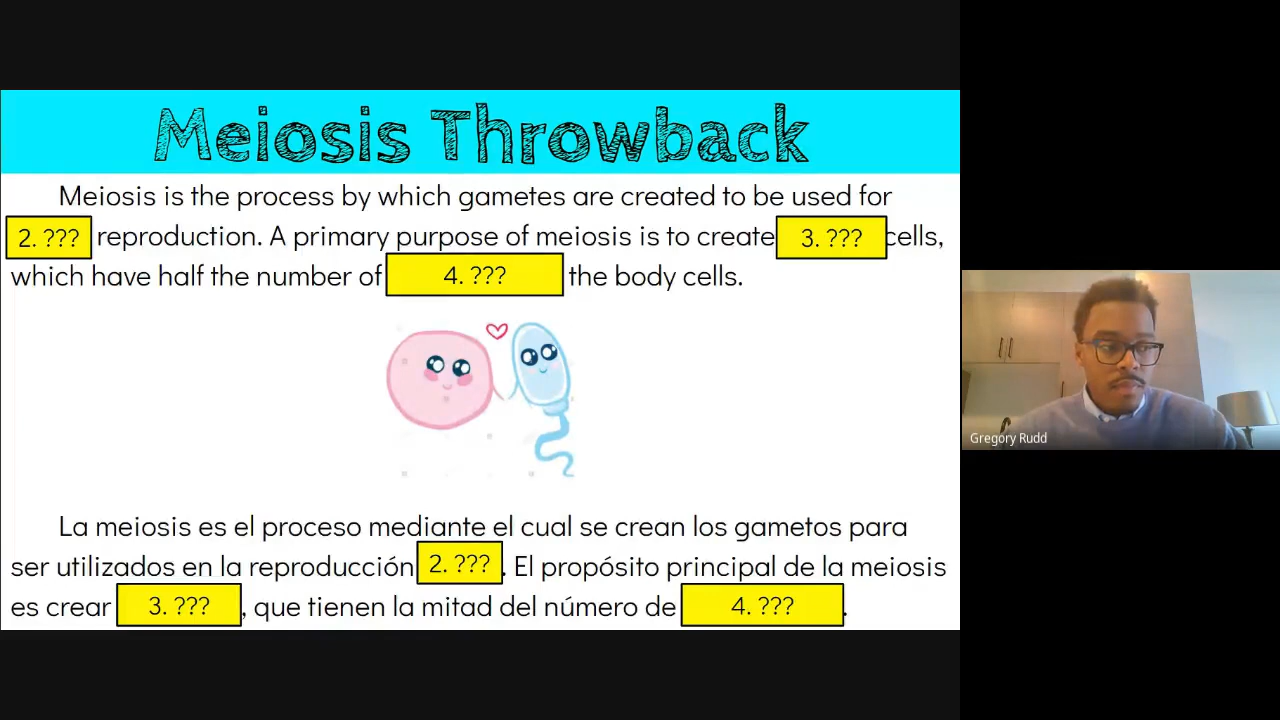 Meiosis Throwback
Meiosis is the process by which gametes are created to be used for
2. ??? reproduction. A primary purpose of meiosis is to create 3. ??? cells,
which have half the number of 4. ??? the body cells.
Gregory Rudd
La meiosis es el proceso mediante el cual se crean los gametos para
ser utilizados en la reproducción 2. ???. El propósito principal de la meiosis
es crear 3. ???, que tienen la mitad del número de 4. ???.